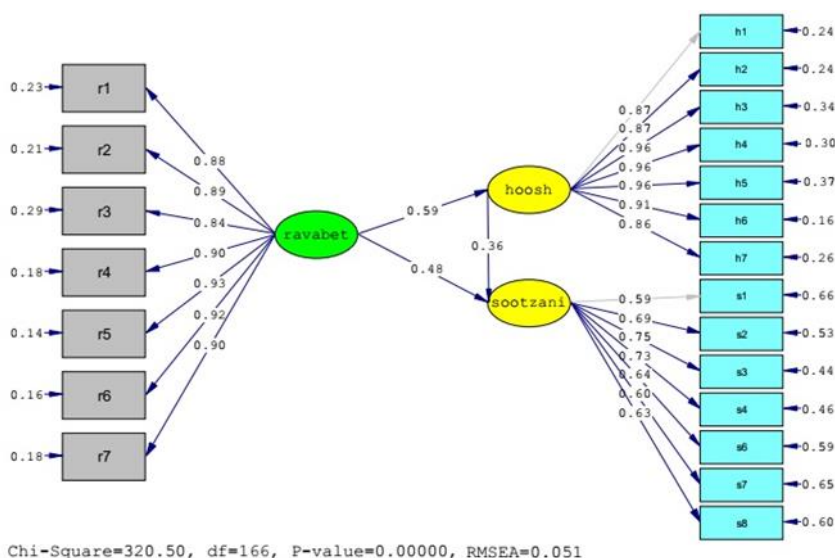 0.23 r1
0.21 r2
0.29 r3
0.18 r4
0.14 r5
0.16 r6
0.18 r7
0.88
0.89
0.84
0.90
0.93
0.92
0.90
ravabet
0.59
0.48
hoosh
0.36
sootzani
0.87
0.87
0.96
0.96
0.96
0.91
0.86
0.59
0.69
0.75
0.73
0.64
0.60
0.63
h1 0.24
h2 0.24
h3 0.34
h4 0.30
h5 0.37
h6 0.16
h7 0.26
s1 0.66
s2 0.53
s3 0.44
s4 0.46
s6 0.59
s7 0.65
s8 0.60
Chi-Square=320.50, df=166, P-value=0.00000, RMSEA=0.051